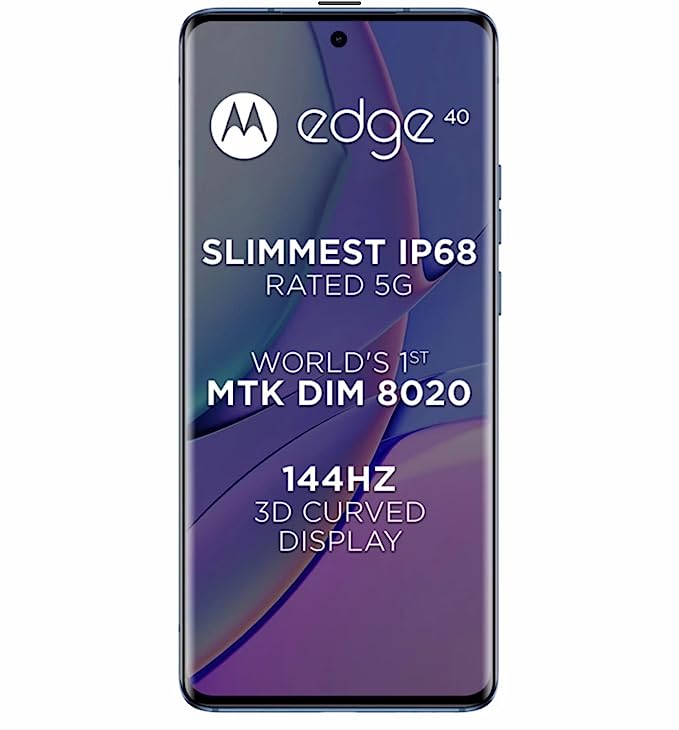 edge 40
SLIMMEST IP68
RATED 5G
WORLD'S 1ST
MTK DIM 8020
144HZ
3D CURVED
DISPLAY